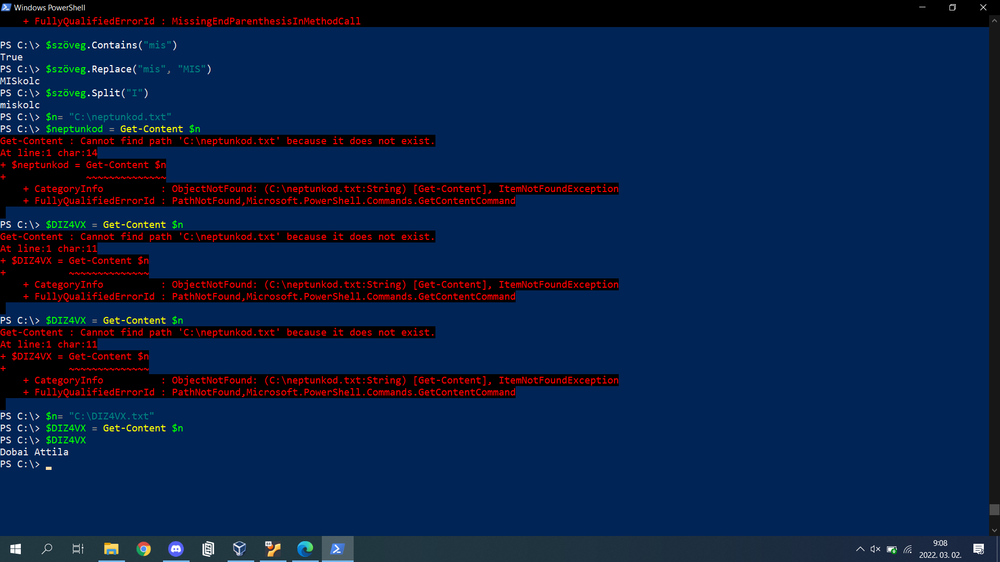 Windows PowerShell
    + FullyQualifiedErrorId : MissingEndParenthesisInMethodCall
PS C:\> $szöveg.Contains("mis")
True
PS C:\> $szöveg.Replace("mis", "MIS")
MISkolc
PS C:\> $szöveg.Split("I")
miskolc
PS C:\> $n= "C:\neptunkod.txt"
PS C:\> $neptunkod = Get-Content $n
Get-Content : Cannot find path 'C:\neptunkod.txt' because it does not exist.
At line:1 char:14
+ $neptunkod = Get-Content $n
+              ~~~~~~~~~~~~~~
    + CategoryInfo          : ObjectNotFound: (C:\neptunkod.txt:String) [Get-Content], ItemNotFoundException
    + FullyQualifiedErrorId : PathNotFound,Microsoft.PowerShell.Commands.GetContentCommand
PS C:\> $DIZ4VX = Get-Content $n
Get-Content : Cannot find path 'C:\neptunkod.txt' because it does not exist.
At line:1 char:11
+ $DIZ4VX = Get-Content $n
+           ~~~~~~~~~~~~~~
    + CategoryInfo          : ObjectNotFound: (C:\neptunkod.txt:String) [Get-Content], ItemNotFoundException
    + FullyQualifiedErrorId : PathNotFound,Microsoft.PowerShell.Commands.GetContentCommand
PS C:\> $DIZ4VX = Get-Content $n
Get-Content : Cannot find path 'C:\neptunkod.txt' because it does not exist.
At line:1 char:11
+ $DIZ4VX = Get-Content $n
+           ~~~~~~~~~~~~~~
    + CategoryInfo          : ObjectNotFound: (C:\neptunkod.txt:String) [Get-Content], ItemNotFoundException
    + FullyQualifiedErrorId : PathNotFound,Microsoft.PowerShell.Commands.GetContentCommand
PS C:\> $n= "C:\DIZ4VX.txt"
PS C:\> $DIZ4VX = Get-Content $n
PS C:\> $DIZ4VX
Dobai Attila
PS C:\>
64
9:08
2022. 03. 02.